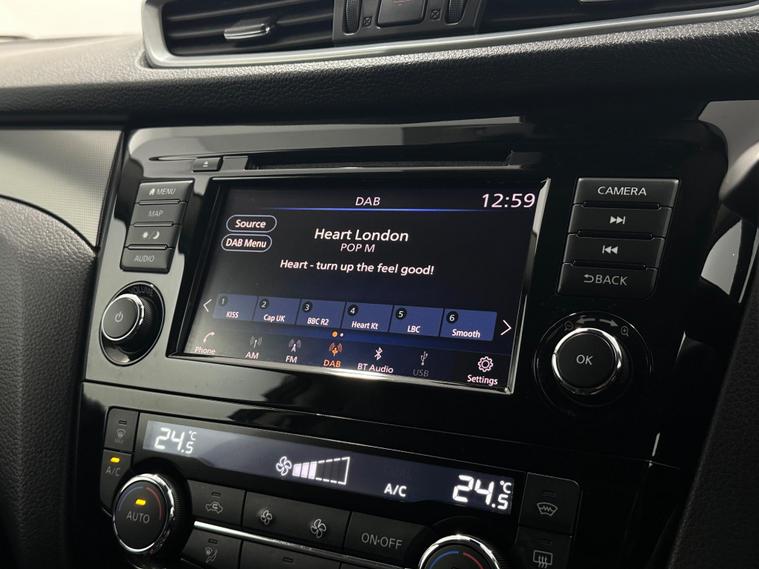 MENU
MAP
AUDIO
DAB
12:59
Source
DAB Menu
Heart London
POP M
Heart - turn up the feel good!
1 KISS
2 Cap UK
3 BBC R2
4 Heart Kt
5 LBC
6 Smooth
Phone
AM
FM
DAB
BT Audio
USB
Settings
CAMERA
BACK
OK
24.5°C
A/C
24.5°C
A/C
AUTO
ON·OFF